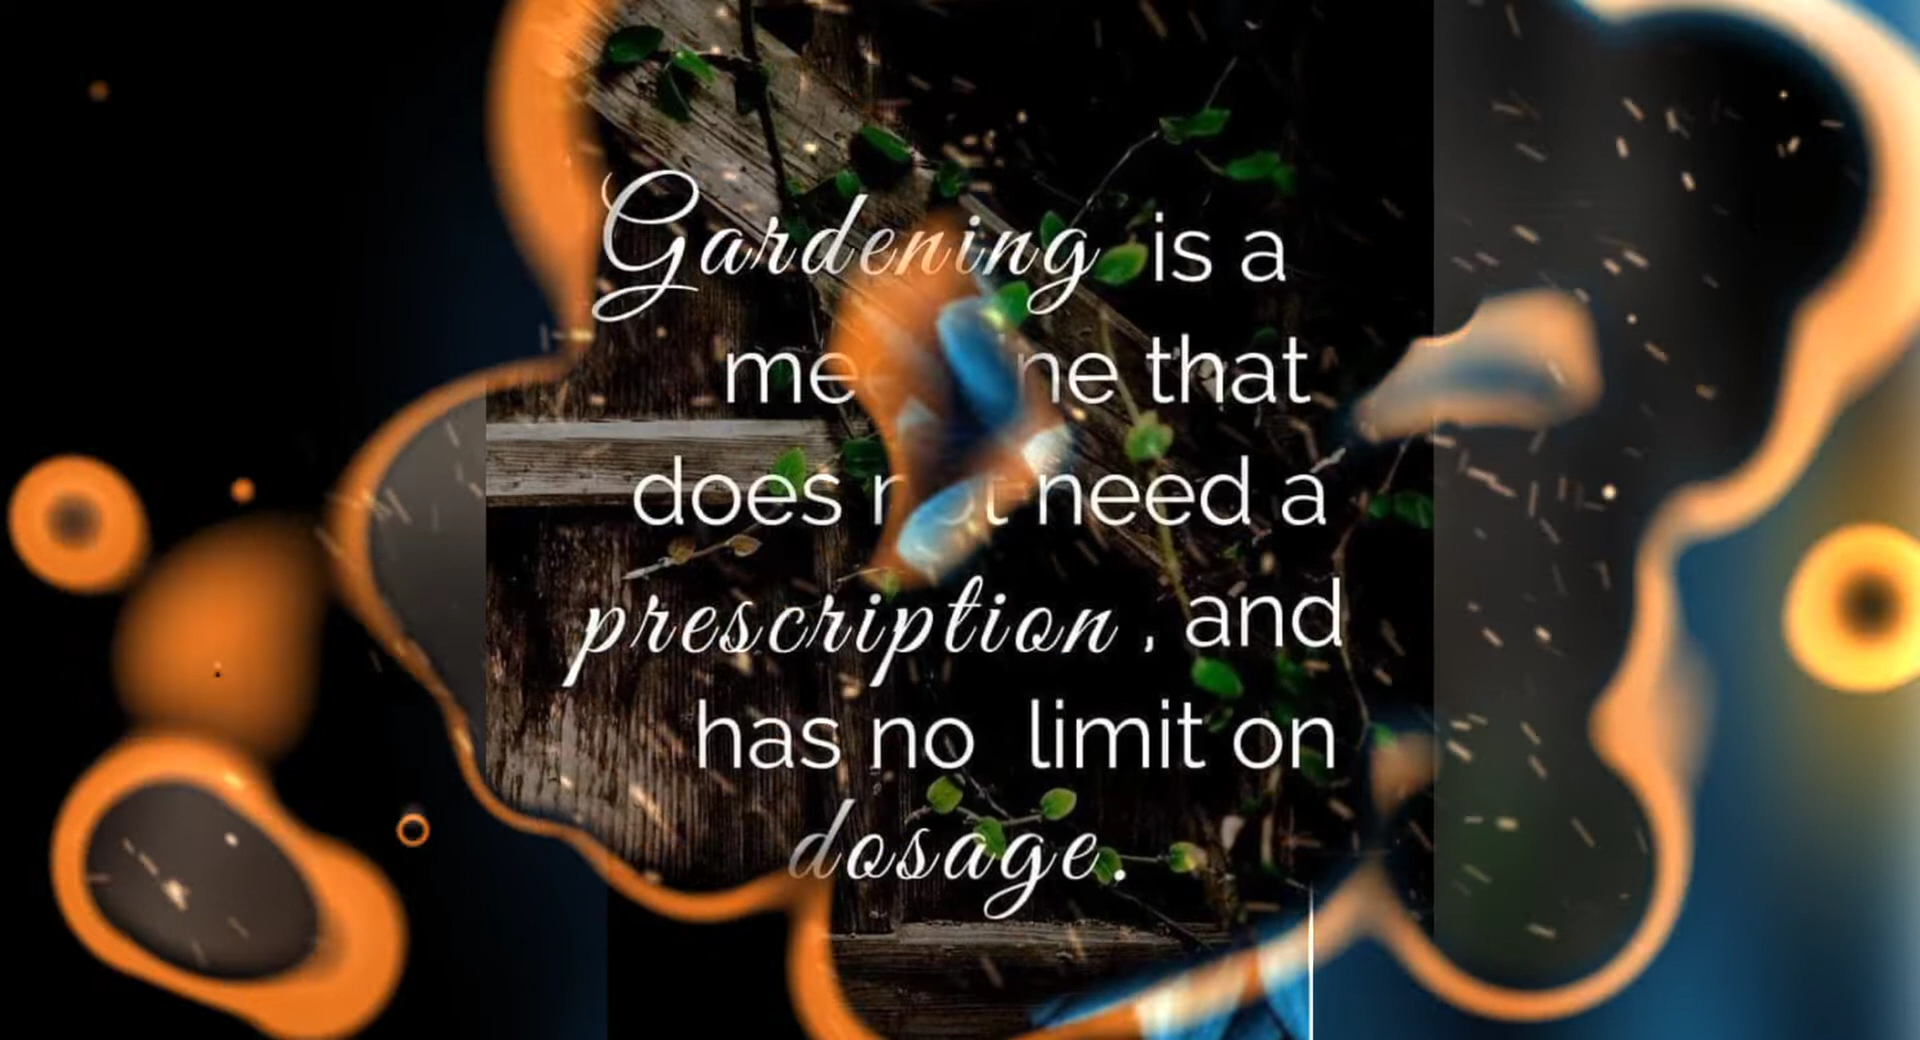 Gardening is a
that
does need a
prescription , and
has no limit on
dosage.